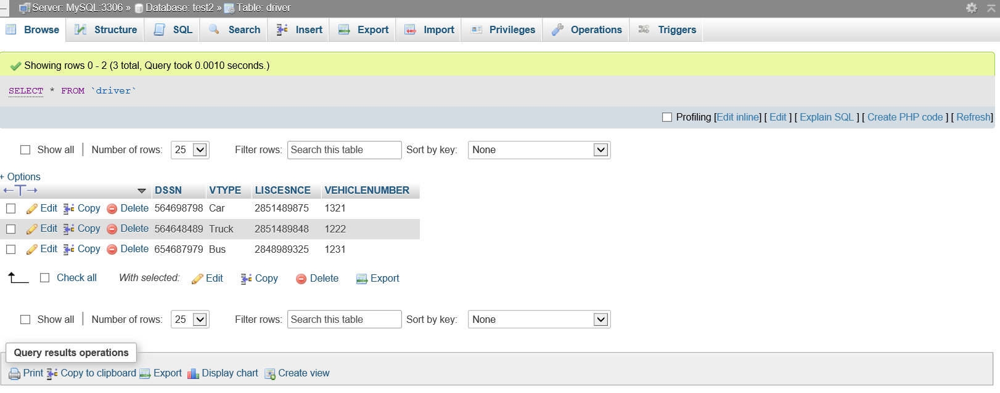 Server: MySQL:3306 » Database: test2 » Table: driver
Browse Structure SQL Search Insert Export Import Privileges Operations Triggers
Showing rows 0 - 2 (3 total, Query took 0.0010 seconds.)
SELECT * FROM `driver`
Profiling [Edit inline] [ Edit ] [ Explain SQL ] [ Create PHP code ] [ Refresh]
Show all | Number of rows: 25 Filter rows: Search this table Sort by key: None
+ Options
←T→ DSSN VTYPE LISCESNCE VEHICLENUMBER
Edit Copy Delete 564698798 Car 2851489875 1321
Edit Copy Delete 564648489 Truck 2851489848 1222
Edit Copy Delete 654687979 Bus 2848989325 1231
Check all With selected: Edit Copy Delete Export
Show all | Number of rows: 25 Filter rows: Search this table Sort by key: None
Query results operations
Print Copy to clipboard Export Display chart Create view